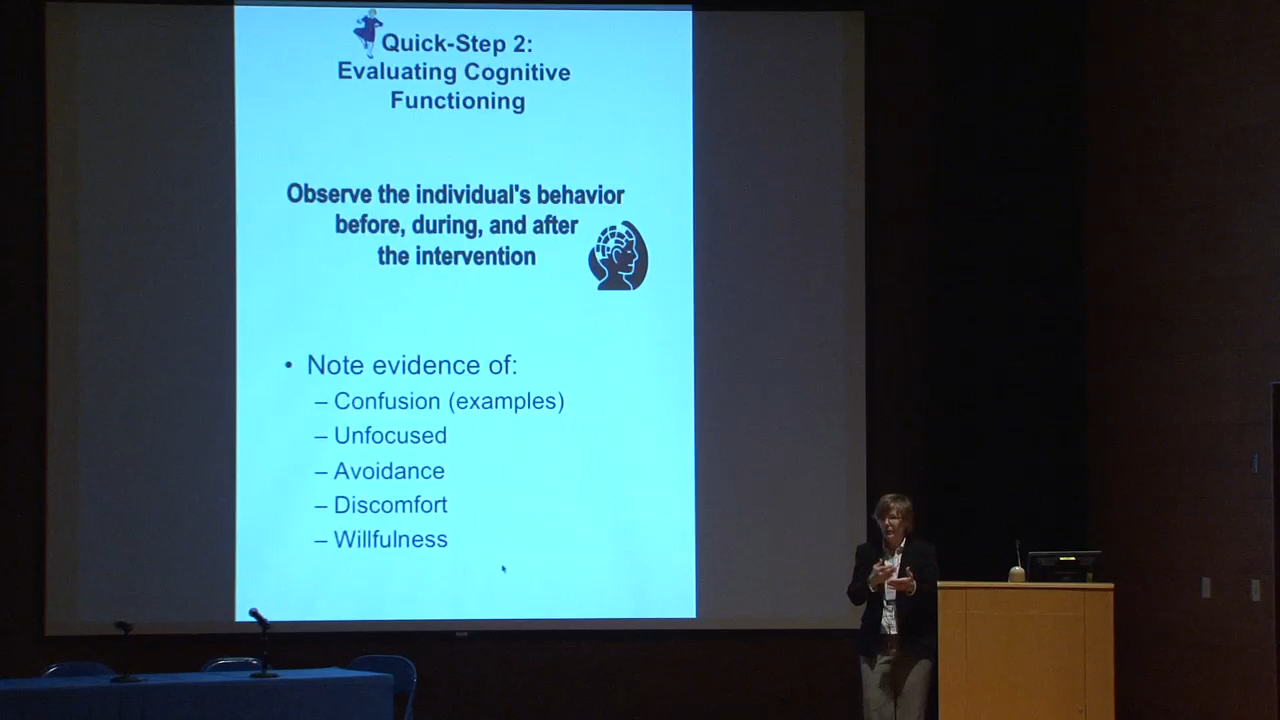 Quick-Step 2:
Evaluating Cognitive
Functioning
Observe the individual's behavior
before, during, and after
the intervention
• Note evidence of:
– Confusion (examples)
– Unfocused
– Avoidance
– Discomfort
– Willfulness